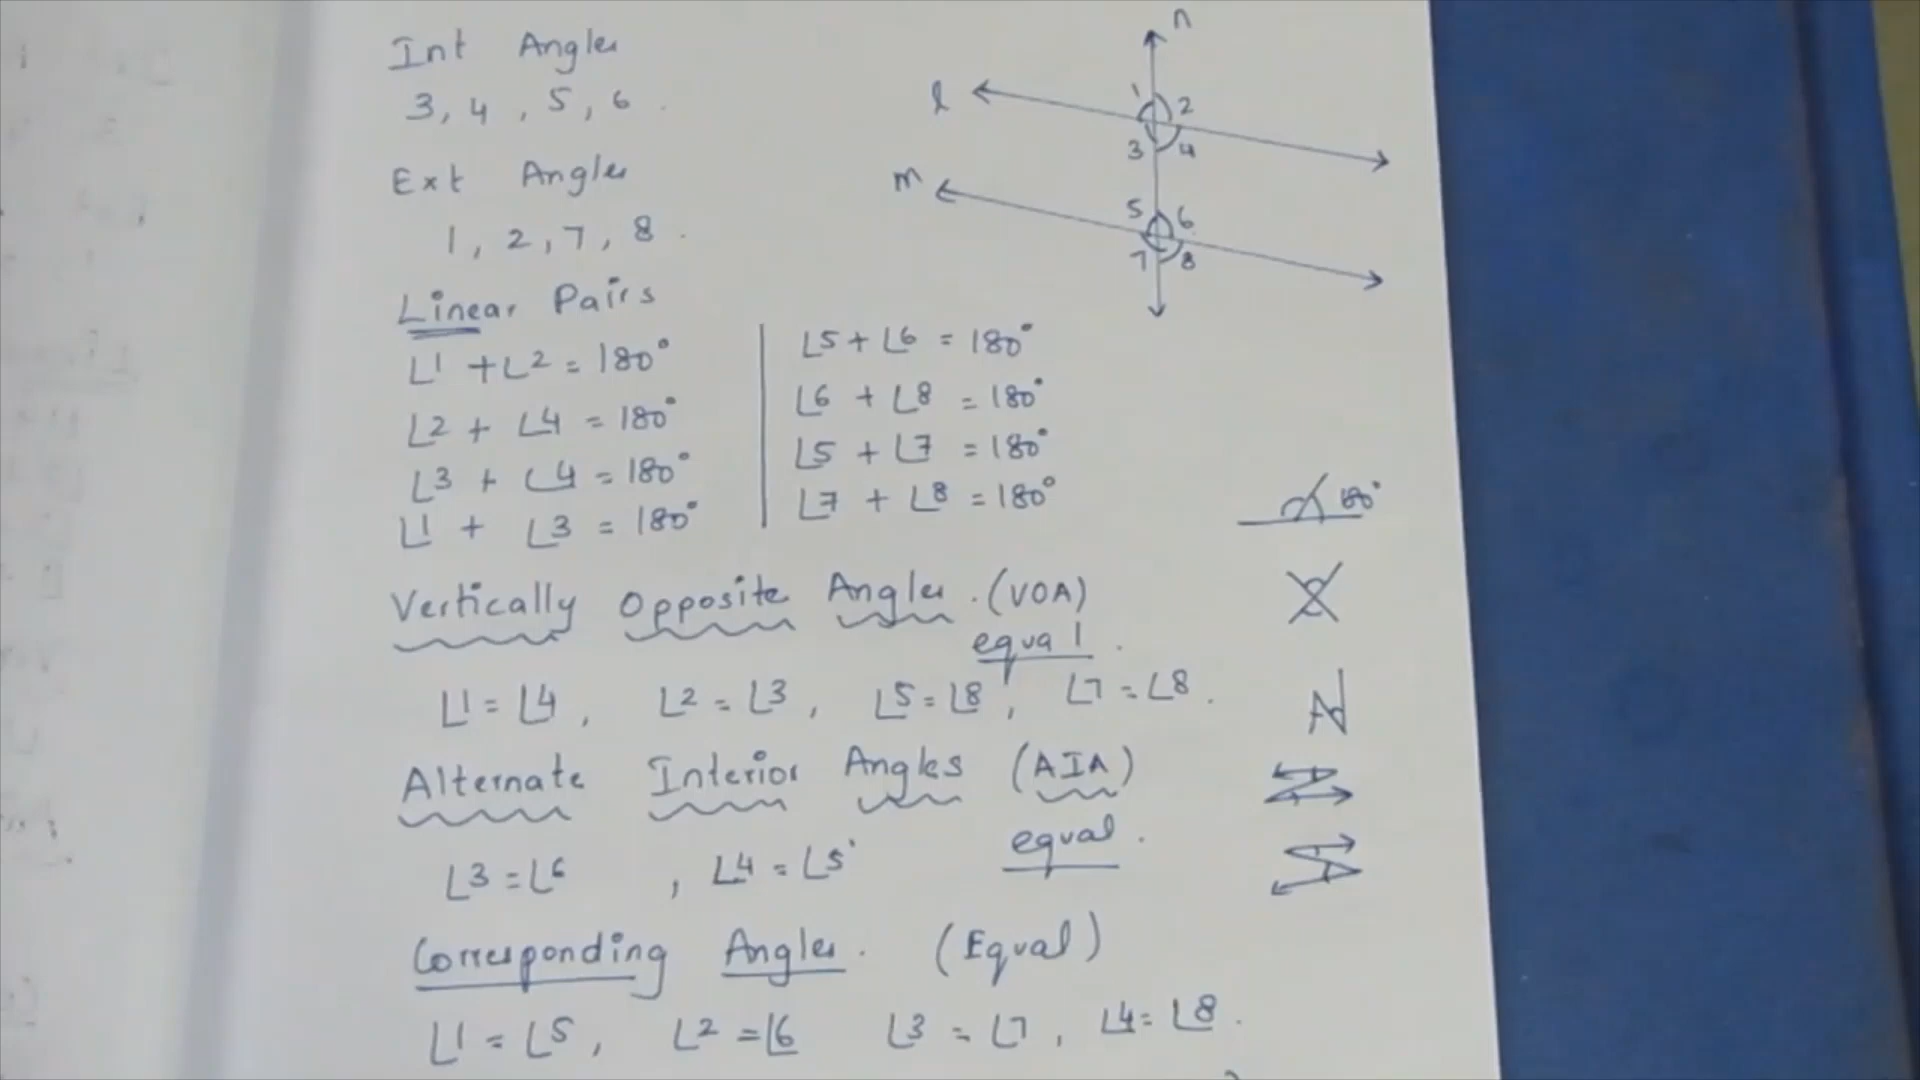 Int Angles
3, 4, 5, 6.
Ext Angles
1, 2, 7, 8.
n
l
1 2
3 4
m
5 6
7 8
Linear Pairs
∠1 + ∠2 = 180°
∠2 + ∠4 = 180°
∠3 + ∠4 = 180°
∠1 + ∠3 = 180°
∠5 + ∠6 = 180°
∠6 + ∠8 = 180°
∠5 + ∠7 = 180°
∠7 + ∠8 = 180°
180°
Vertically Opposite Angles. (VOA)
equal.
∠1 = ∠4, ∠2 = ∠3, ∠5 = ∠8, ∠7 = ∠8.
Alternate Interior Angles (AIA)
equal.
∠3 = ∠6, ∠4 = ∠5
Corresponding Angles. (Equal)
∠1 = ∠5, ∠2 = ∠6 ∠3 = ∠7, ∠4 = ∠8.